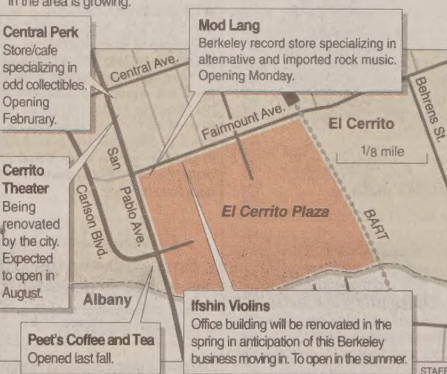 in the area is growing.
Central Perk
Store/cafe
specializing in
odd collectibles.
Opening
Februrary.
Mod Lang
Berkeley record store specializing in
alternative and imported rock music.
Opening Monday.
Central Ave.
Fairmount Ave.
Behrens St.
El Cerrito
1/8 mile
San
Pablo Ave.
Carlson Blvd.
El Cerrito Plaza
BART
Cerrito
Theater
Being
renovated
by the city.
Expected
to open in
August.
Albany
Peet's Coffee and Tea
Opened last fall.
Ifshin Violins
Office building will be renovated in the
spring in anticipation of this Berkeley
business moving in. To open in the summer.